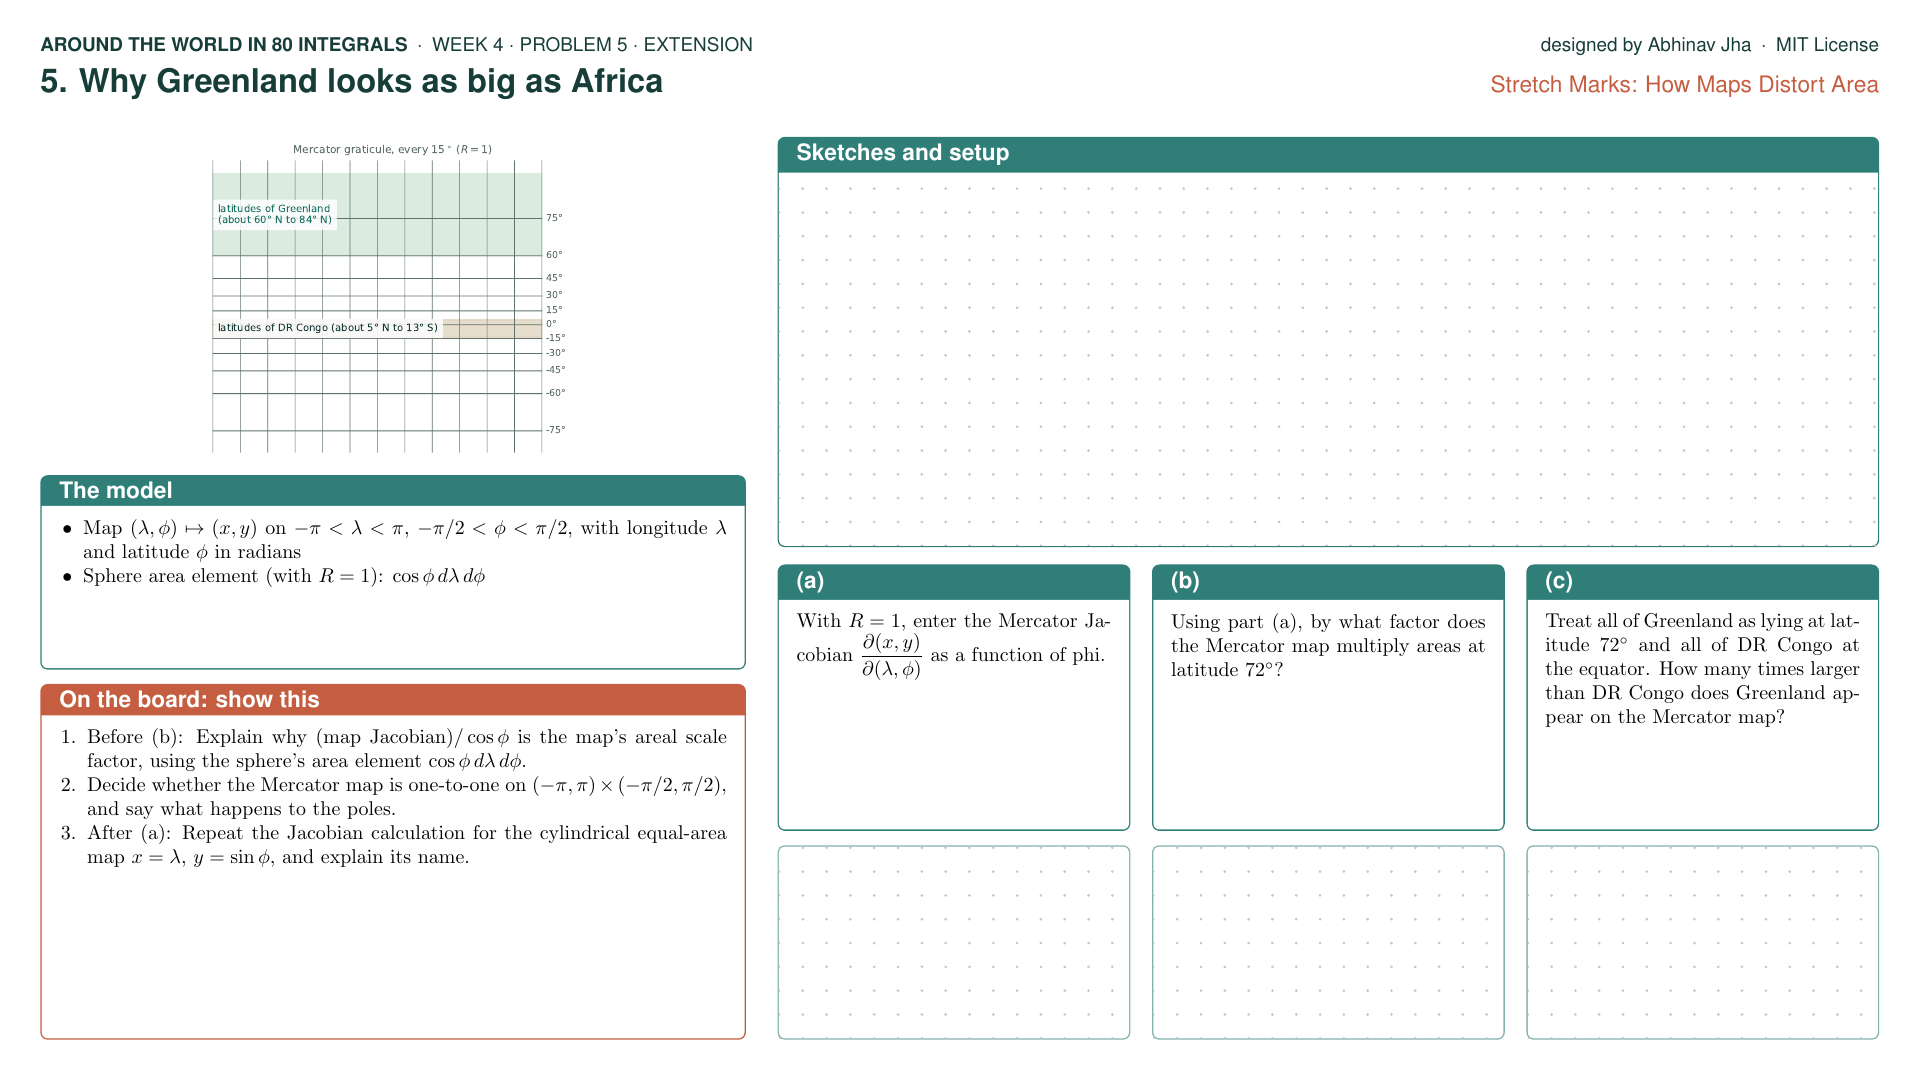 AROUND THE WORLD IN 80 INTEGRALS · WEEK 4 · PROBLEM 5 · EXTENSION
designed by Abhinav Jha · MIT License
5. Why Greenland looks as big as Africa
Stretch Marks: How Maps Distort Area
Mercator graticule, every 15° (R = 1)
latitudes of Greenland
(about 60° N to 84° N)
75°
60°
45°
30°
15°
latitudes of DR Congo (about 5° N to 13° S)
0°
-15°
-30°
-45°
-60°
-75°
The model
• Map (λ, ϕ) ↦ (x, y) on −π < λ < π, −π/2 < ϕ < π/2, with longitude λ
and latitude ϕ in radians
• Sphere area element (with R = 1): cos ϕ dλ dϕ
On the board: show this
1. Before (b): Explain why (map Jacobian)/ cos ϕ is the map's areal scale
factor, using the sphere's area element cos ϕ dλ dϕ.
2. Decide whether the Mercator map is one-to-one on (−π, π) × (−π/2, π/2),
and say what happens to the poles.
3. After (a): Repeat the Jacobian calculation for the cylindrical equal-area
map x = λ, y = sin ϕ, and explain its name.
Sketches and setup
(a)
With R = 1, enter the Mercator Ja-
cobian ∂(x, y)/∂(λ, ϕ) as a function of phi.
(b)
Using part (a), by what factor does
the Mercator map multiply areas at
latitude 72°?
(c)
Treat all of Greenland as lying at lat-
itude 72° and all of DR Congo at
the equator. How many times larger
than DR Congo does Greenland ap-
pear on the Mercator map?